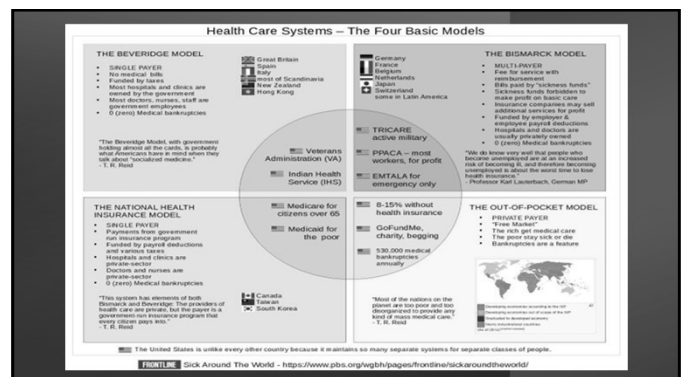 Health Care Systems – The Four Basic Models
THE BEVERIDGE MODEL
SINGLE PAYER
No medical bills
Funded by taxes
Most hospitals and clinics are
owned by the government
Most doctors, nurses, staff are
government employees
0 (zero) Medical bankruptcies
"The Beveridge Model, with government
holding almost all the cards, is probably
what Americans have in mind when they
talk about "socialized medicine."
- T. R. Reid
Great Britain
Spain
Italy
most of Scandinavia
New Zealand
Hong Kong
Veterans
Administration (VA)
Indian Health
Service (IHS)
Germany
France
Belgium
Netherlands
Japan
Switzerland
some in Latin America
THE BISMARCK MODEL
MULTI-PAYER
Fee for service with
reimbursement
Bills paid by "sickness funds"
Sickness funds forbidden to
make profit on basic care
Insurance companies may sell
additional services for profit
Funded by employer &
employee payroll deductions
Hospitals and doctors are
usually privately owned
0 (zero) Medical bankruptcies
"We do know very well that people who
become unemployed are at an increased
risk of becoming ill, and therefore becoming
unemployed is about the worst time to lose
health insurance."
- Professor Karl Lauterbach, German MP
TRICARE
active military
PPACA – most
workers, for profit
EMTALA for
emergency only
THE NATIONAL HEALTH
INSURANCE MODEL
SINGLE PAYER
Payments from government
run insurance program
Funded by payroll deductions
and various taxes
Hospitals and clinics are
private-sector
Doctors and nurses are
private-sector
0 (zero) Medical bankruptcies
"This system has elements of both
Bismarck and Beveridge: The providers of
health care are private, but the payer is a
government run insurance program that
every citizen pays into."
- T. R. Reid
Medicare for
citizens over 65
Medicaid for
the poor
Canada
Taiwan
South Korea
8-15% without
health insurance
GoFundMe,
charity, begging
530,000 medical
bankruptcies
annually
"Most of the nations on
the planet are too poor and too
disorganized to provide any
kind of mass medical care."
- T. R. Reid
THE OUT-OF-POCKET MODEL
PRIVATE PAYER
"Free Market"
The rich get medical care
The poor stay sick or die
Bankruptcies are a feature
Developing economies according to the IMF
Developing economies out of scope of the IMF
Graduated to developed economy
The United States is unlike every other country because it maintains so many separate systems for separate classes of people.
FRONTLINE Sick Around The World - https://www.pbs.org/wgbh/pages/frontline/sickaroundtheworld/